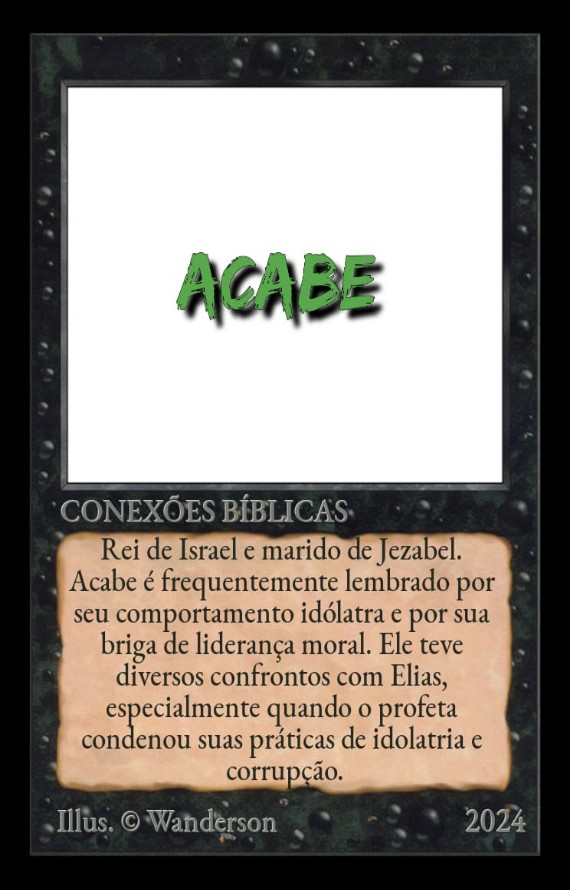 ACABE
CONEXÕES BÍBLICAS
Rei de Israel e marido de Jezabel.
Acabe é frequentemente lembrado por
seu comportamento idólatra e por sua
briga de liderança moral. Ele teve
diversos confrontos com Elias,
especialmente quando o profeta
condenou suas práticas de idolatria e
corrupção.
Illus. © Wanderson
2024